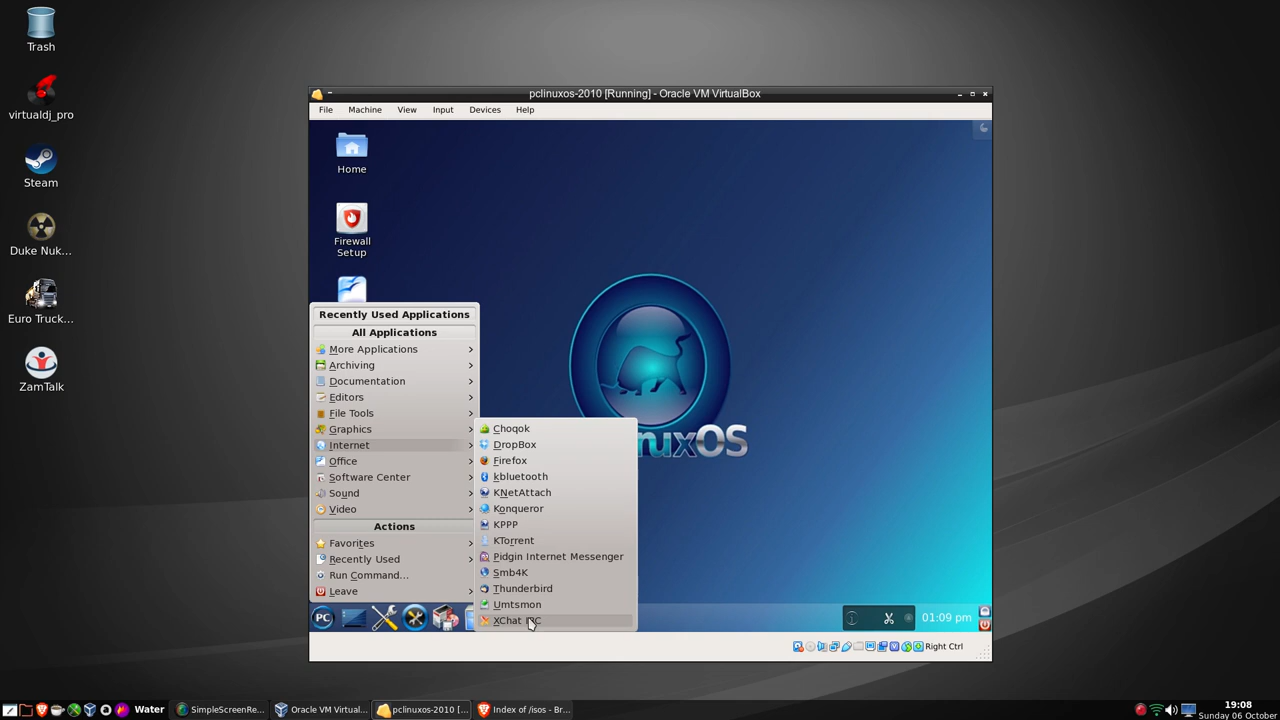 Trash
virtualdj_pro
Steam
Duke Nuk...
Euro Truck...
ZamTalk
pclinuxos-2010 [Running] - Oracle VM VirtualBox
File Machine View Input Devices Help
Home
Firewall
Setup
nuxOS
Recently Used Applications
All Applications
More Applications
Archiving
Documentation
Editors
File Tools
Graphics
Internet
Office
Software Center
Sound
Video
Actions
Favorites
Recently Used
Run Command...
Leave
Choqok
DropBox
Firefox
kbluetooth
KNetAttach
Konqueror
KPPP
KTorrent
Pidgin Internet Messenger
Smb4K
Thunderbird
Umtsmon
XChat IRC
PC
01:09 pm
Right Ctrl
Water SimpleScreenRe... Oracle VM Virtual... pclinuxos-2010 [... Index of /isos - Br...
19:08
Sunday 06 October